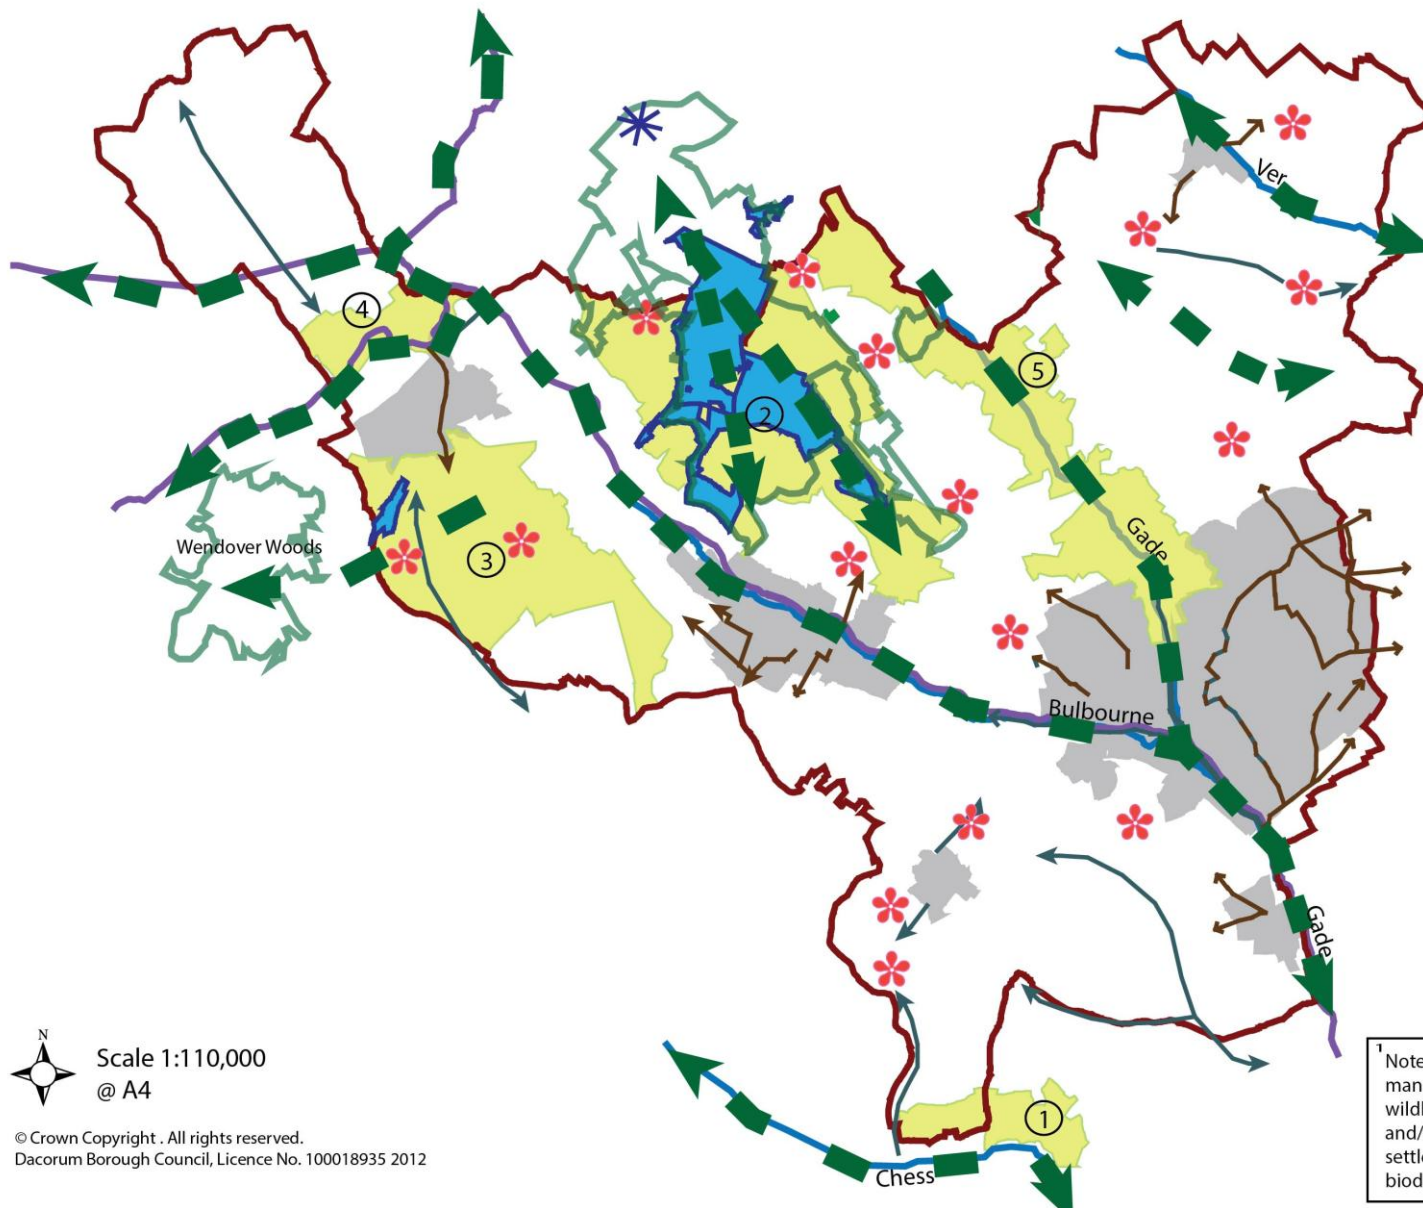 Ver
4
5
2
Gade
Wendover Woods
3
Bulbourne
Gade
N
Scale 1:110,000
@ A4
© Crown Copyright . All rights reserved.
Dacorum Borough Council, Licence No. 100018935 2012
1
Chess
1
Note
man
wildl
and/
settle
biod